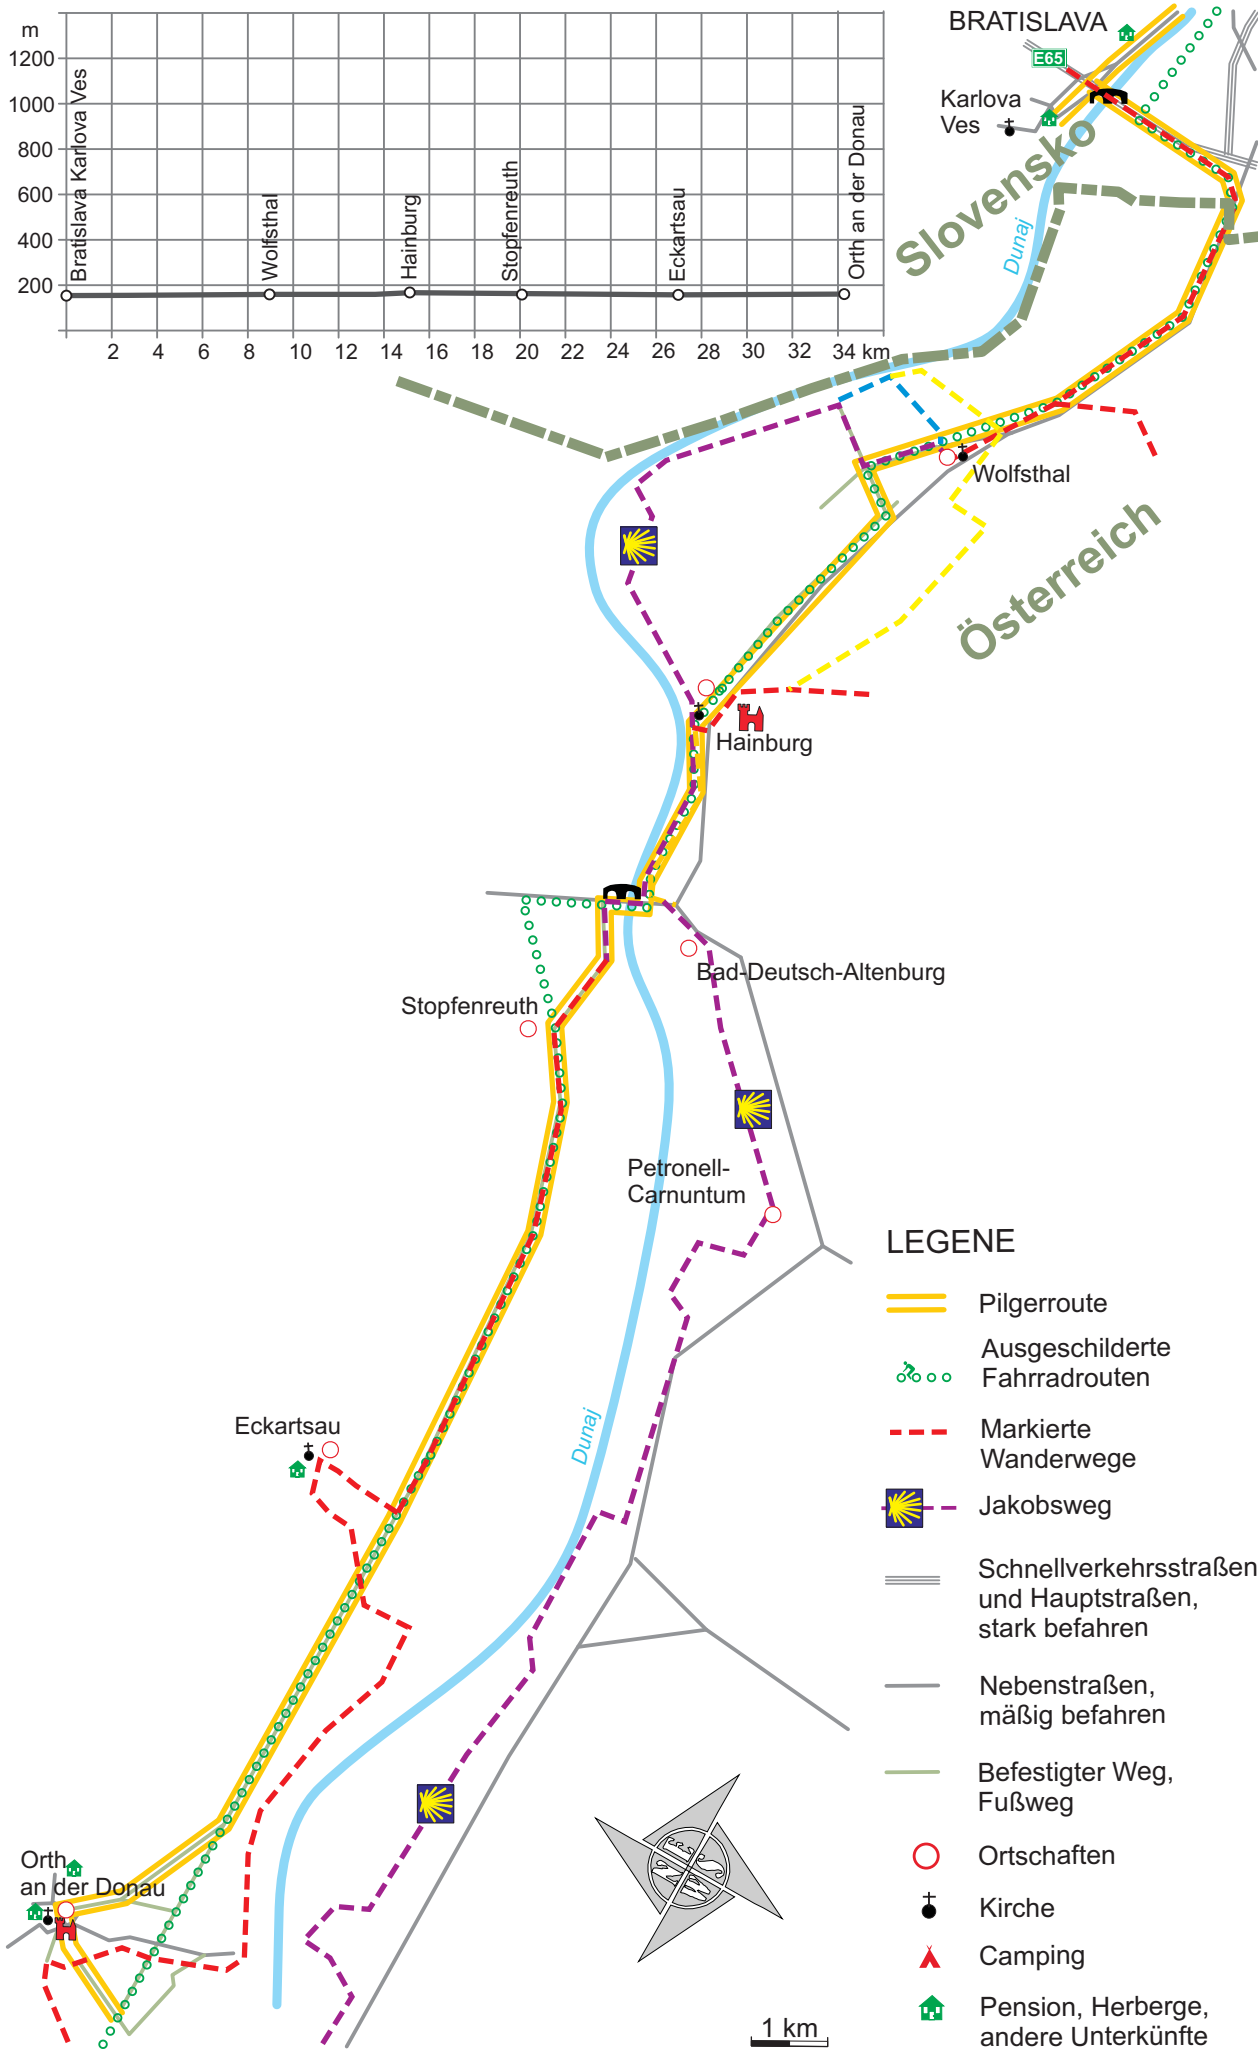 m
1200
1000
800
600
400
200
Bratislava Karlova Ves
Wolfsthal
Hainburg
Stopfenreuth
Eckartsau
Orth an der Donau
2 4 6 8 10 12 14 16 18 20 22 24 26 28 30 32 34 km
BRATISLAVA
E65
Karlova
Ves
Slovensko
Dunaj
Wolfsthal
Österreich
Hainburg
Bad-Deutsch-Altenburg
Stopfenreuth
Petronell-
Carnuntum
Eckartsau
Dunaj
Orth
an der Donau
LEGENE
Pilgerroute
Ausgeschilderte
Fahrradrouten
Markierte
Wanderwege
Jakobsweg
Schnellverkehrsstraßen
und Hauptstraßen,
stark befahren
Nebenstraßen,
mäßig befahren
Befestigter Weg,
Fußweg
Ortschaften
Kirche
Camping
Pension, Herberge,
andere Unterkünfte
E
S
N
W
1 km